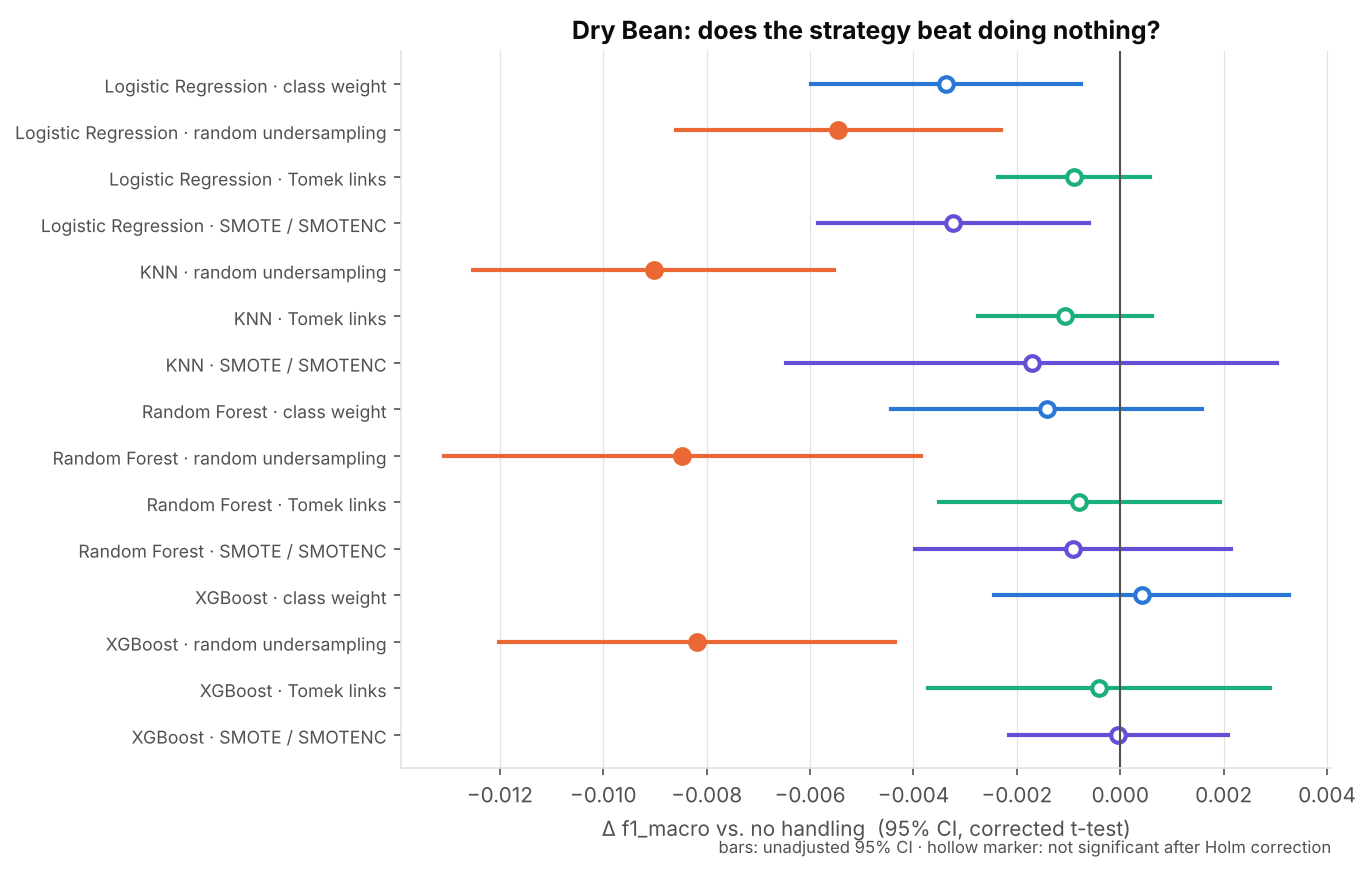 Dry Bean: does the strategy beat doing nothing?
Logistic Regression · class weight
Logistic Regression · random undersampling
Logistic Regression · Tomek links
Logistic Regression · SMOTE / SMOTENC
KNN · random undersampling
KNN · Tomek links
KNN · SMOTE / SMOTENC
Random Forest · class weight
Random Forest · random undersampling
Random Forest · Tomek links
Random Forest · SMOTE / SMOTENC
XGBoost · class weight
XGBoost · random undersampling
XGBoost · Tomek links
XGBoost · SMOTE / SMOTENC
−0.012 −0.010 −0.008 −0.006 −0.004 −0.002 0.000 0.002 0.004
Δ f1_macro vs. no handling (95% CI, corrected t-test)
bars: unadjusted 95% CI · hollow marker: not significant after Holm correction